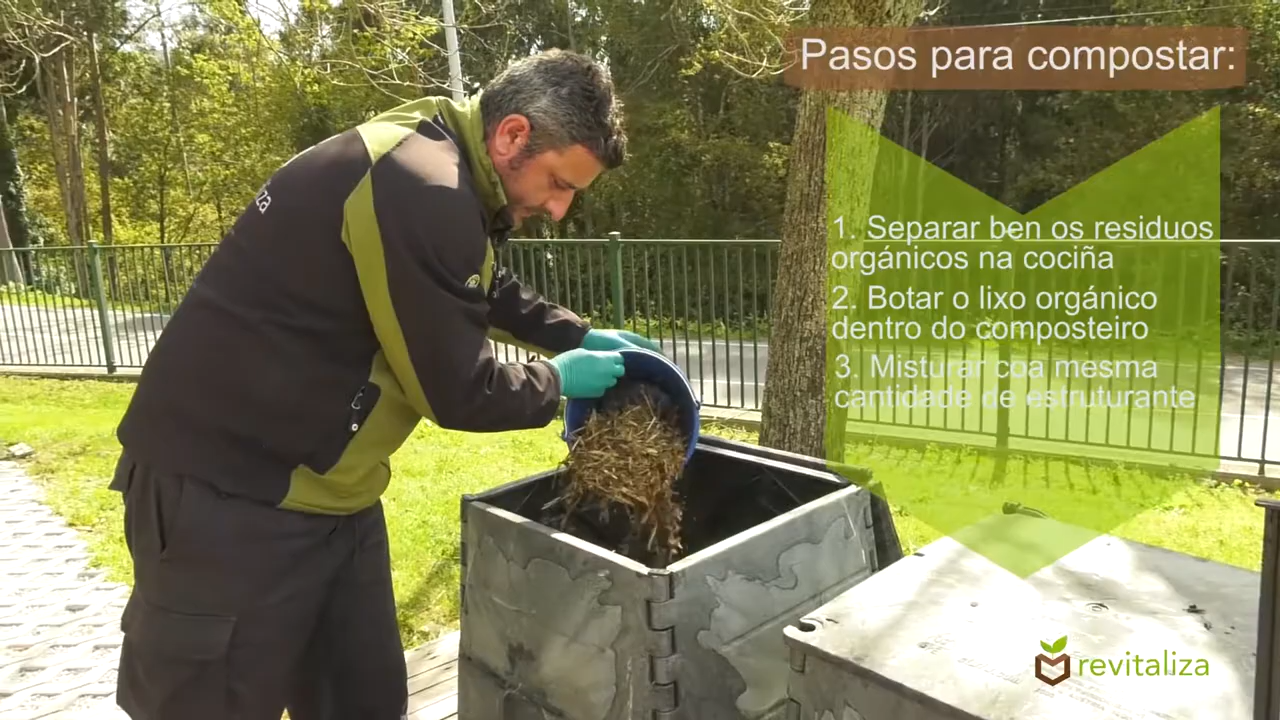 Pasos para compostar:
1. Separar ben os residuos
orgánicos na cociña
2. Botar o lixo orgánico
dentro do composteiro
3. Misturar coa mesma
cantidade de estruturante
revitaliza